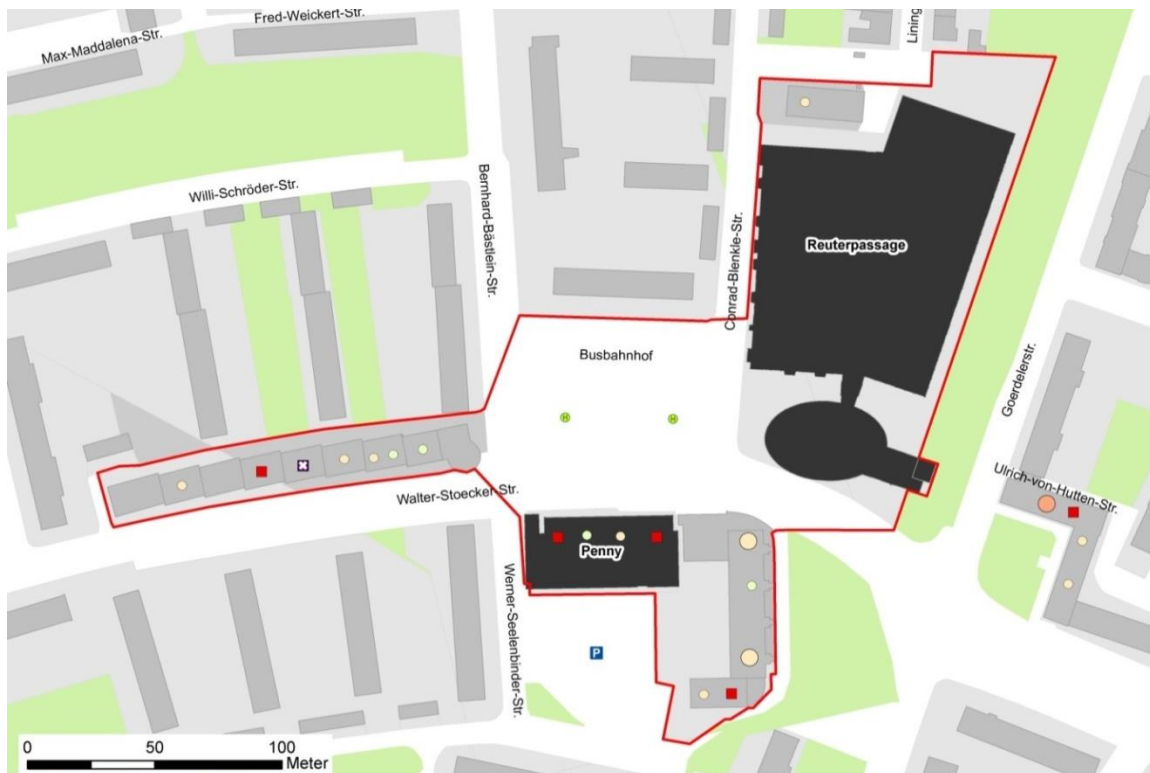 Fred-Weickert-Str.
Max-Maddalena-Str.
Lining
Willi-Schröder-Str.
Bernhard-Bästlein-Str.
Conrad-Blenkle-Str.
Reuterpassage
Busbahnhof
H
H
Goerdelerstr.
Ulrich-von-Hutten-Str.
Walter-Stoecker-Str.
Penny
Werner-Seelenbinder-Str.
P
0 50 100
Meter